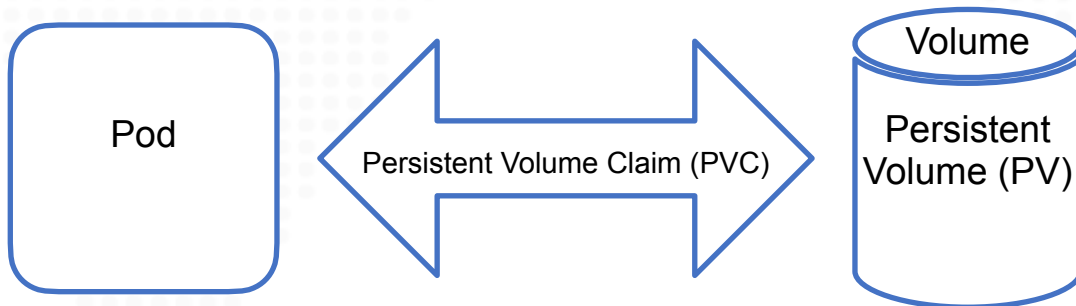 Pod
Persistent Volume Claim (PVC)
Volume
Persistent
Volume (PV)